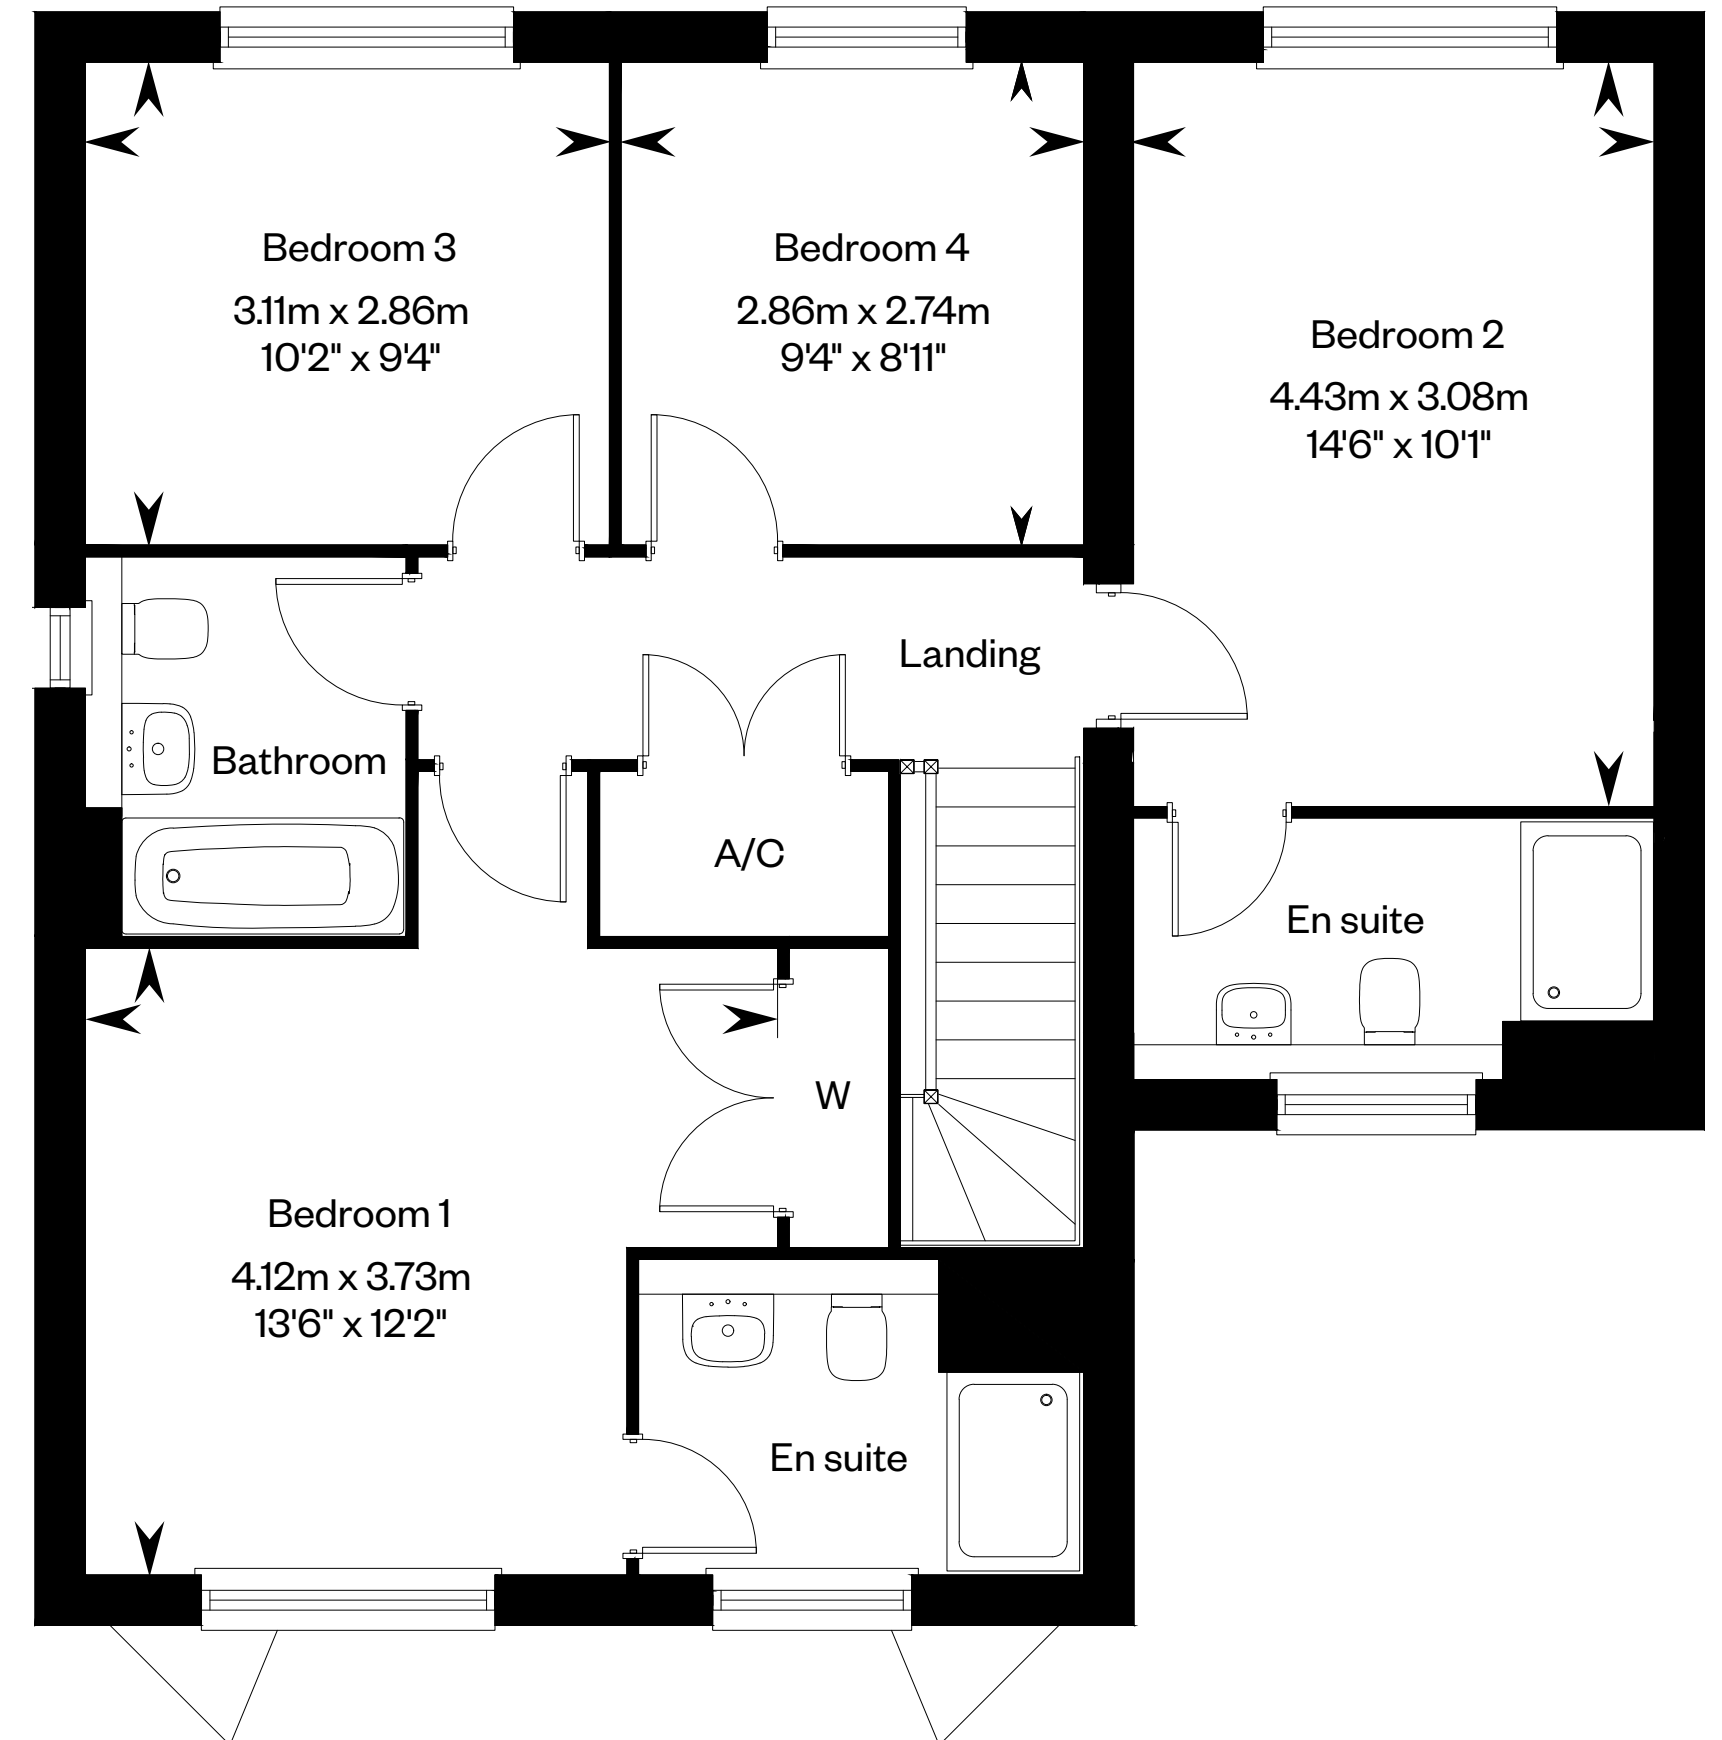 Bedroom 3
3.11m x 2.86m
10'2" x 9'4"
Bedroom 4
2.86m x 2.74m
9'4" x 8'11"
Bedroom 2
4.43m x 3.08m
14'6" x 10'1"
Landing
Bathroom
A/C
En suite
W
Bedroom 1
4.12m x 3.73m
13'6" x 12'2"
En suite